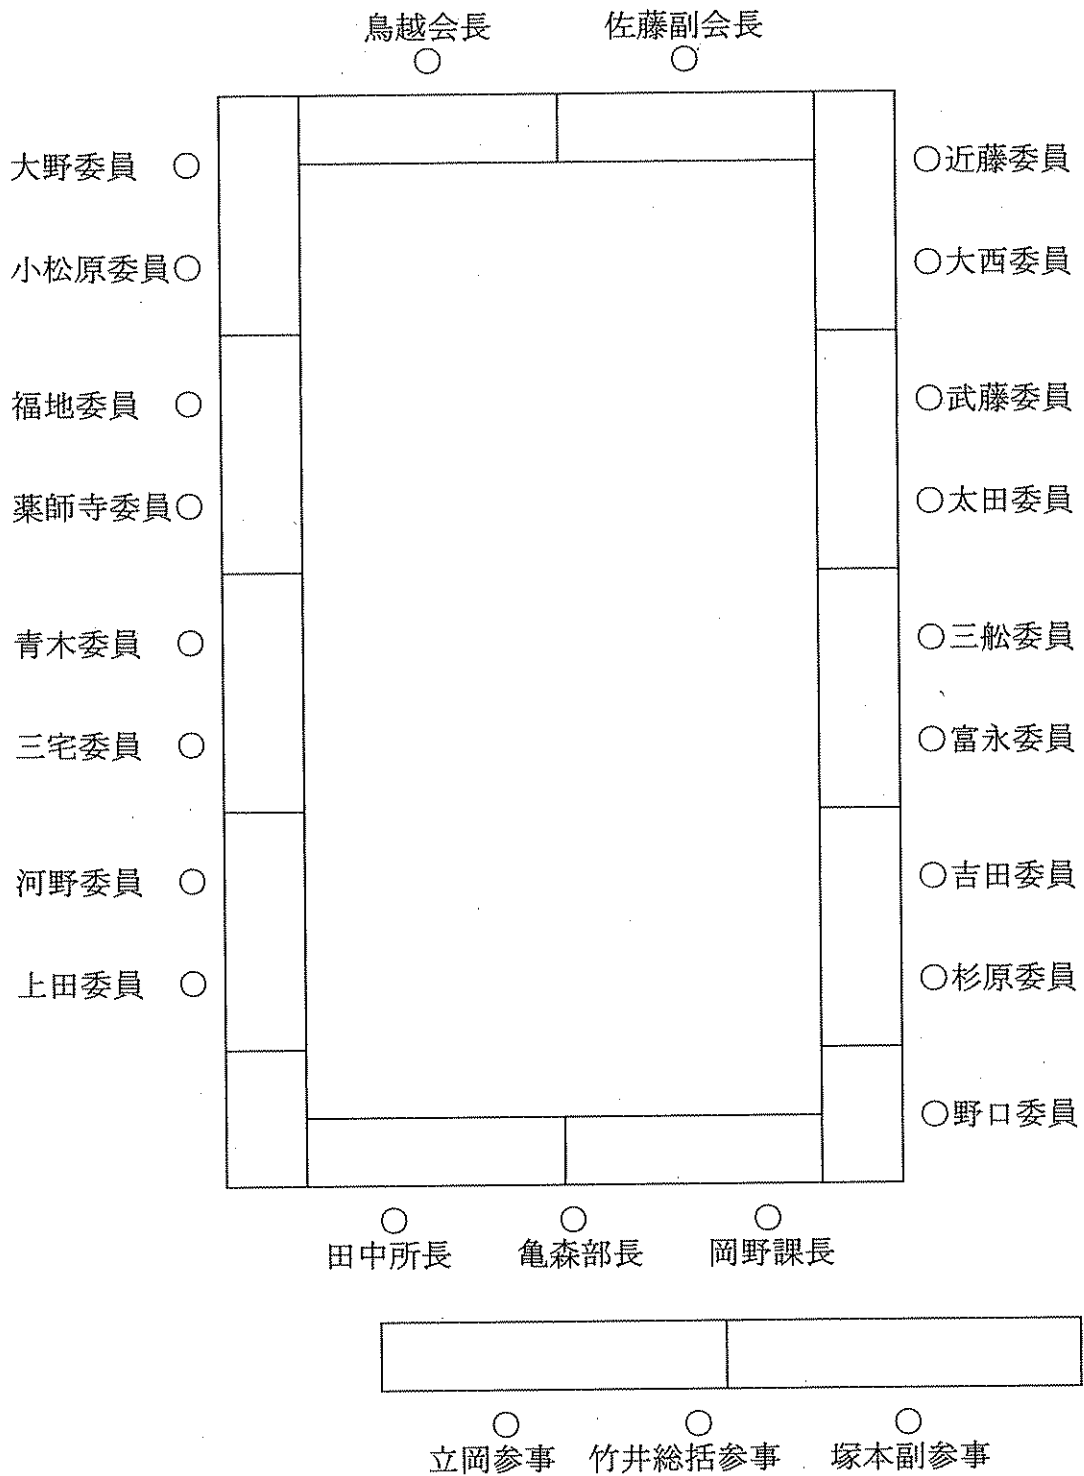 鳥越会長 佐藤副会長
大野委員 近藤委員
小松原委員 大西委員
福地委員 武藤委員
薬師寺委員 太田委員
青木委員 三舩委員
三宅委員 富永委員
河野委員 吉田委員
上田委員 杉原委員
野口委員
田中所長 亀森部長 岡野課長
立岡参事 竹井総括参事 塚本副参事